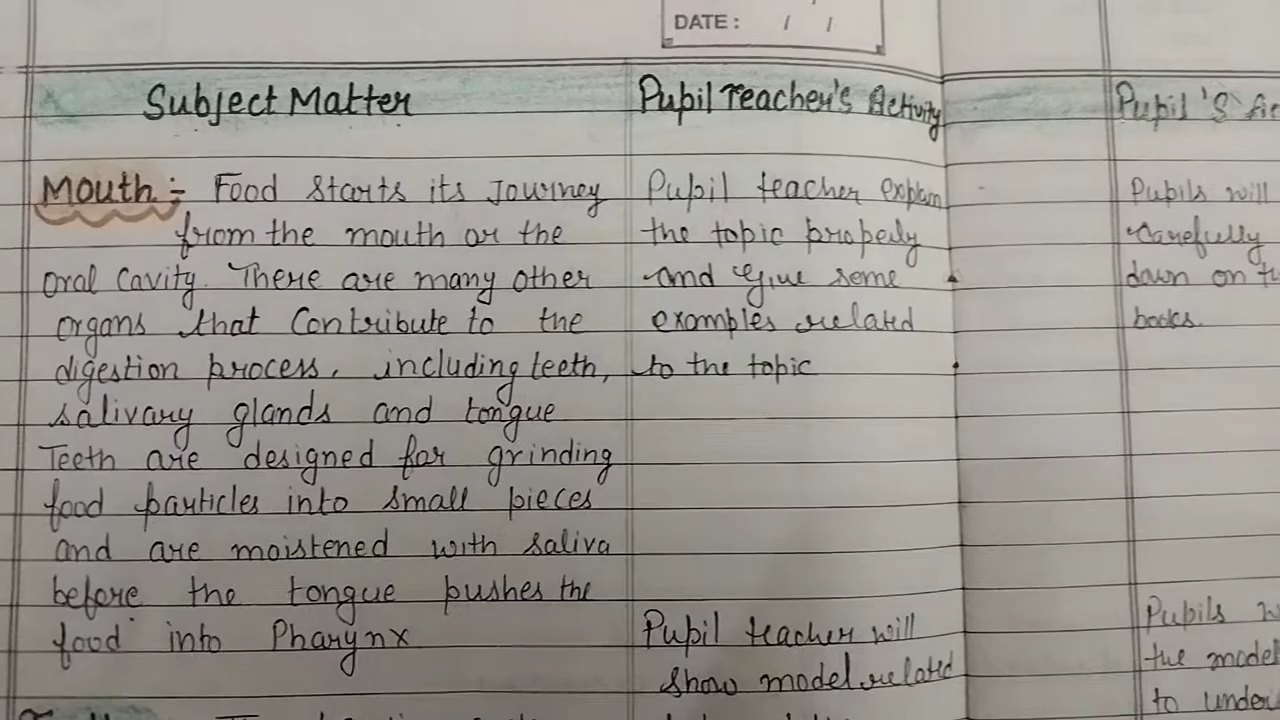 DATE : / /
Subject Matter
Mouth :- Food starts its Journey
from the mouth or the
oral cavity. There are many other
organs that contribute to the
digestion process, including teeth,
salivary glands and tongue
Teeth are designed for grinding
food particles into small pieces
and are moistened with saliva
before the tongue pushes the
food into Pharynx
Pupil Teacher's Activity
Pupil teacher explain
the topic properly
and give some
examples related
to the topic
Pupil teacher will
show model related
Pupil's
Pupils will
carefully
down on
books.
Pupils
the model
to